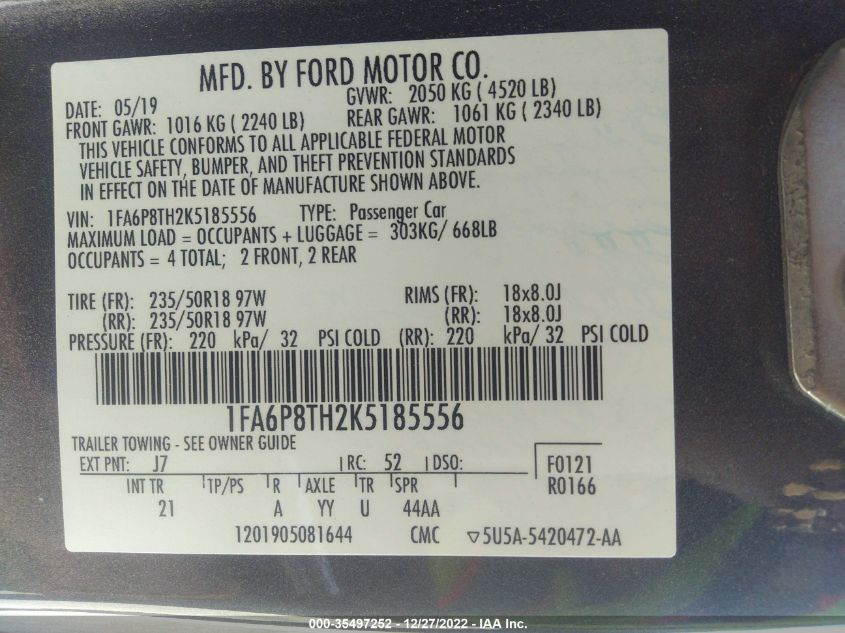 MFD. BY FORD MOTOR CO.
DATE: 05/19 GVWR: 2050 KG ( 4520 LB)
FRONT GAWR: 1016 KG ( 2240 LB) REAR GAWR: 1061 KG ( 2340 LB)
THIS VEHICLE CONFORMS TO ALL APPLICABLE FEDERAL MOTOR
VEHICLE SAFETY, BUMPER, AND THEFT PREVENTION STANDARDS
IN EFFECT ON THE DATE OF MANUFACTURE SHOWN ABOVE.
VIN: 1FA6P8TH2K5185556 TYPE: Passenger Car
MAXIMUM LOAD = OCCUPANTS + LUGGAGE = 303KG/ 668LB
OCCUPANTS = 4 TOTAL; 2 FRONT, 2 REAR
TIRE (FR): 235/50R18 97W RIMS (FR): 18x8.0J
(RR): 235/50R18 97W (RR): 18x8.0J
PRESSURE (FR): 220 kPa/ 32 PSI COLD (RR): 220 kPa/ 32 PSI COLD
1FA6P8TH2K5185556
TRAILER TOWING - SEE OWNER GUIDE
EXT PNT: J7 RC: 52 DSO: F0121
INT TR TP/PS R AXLE TR SPR R0166
21 A YY U 44AA
1201905081644 CMC ▽5U5A-5420472-AA
000-35497252 - 12/27/2022 - IAA Inc.